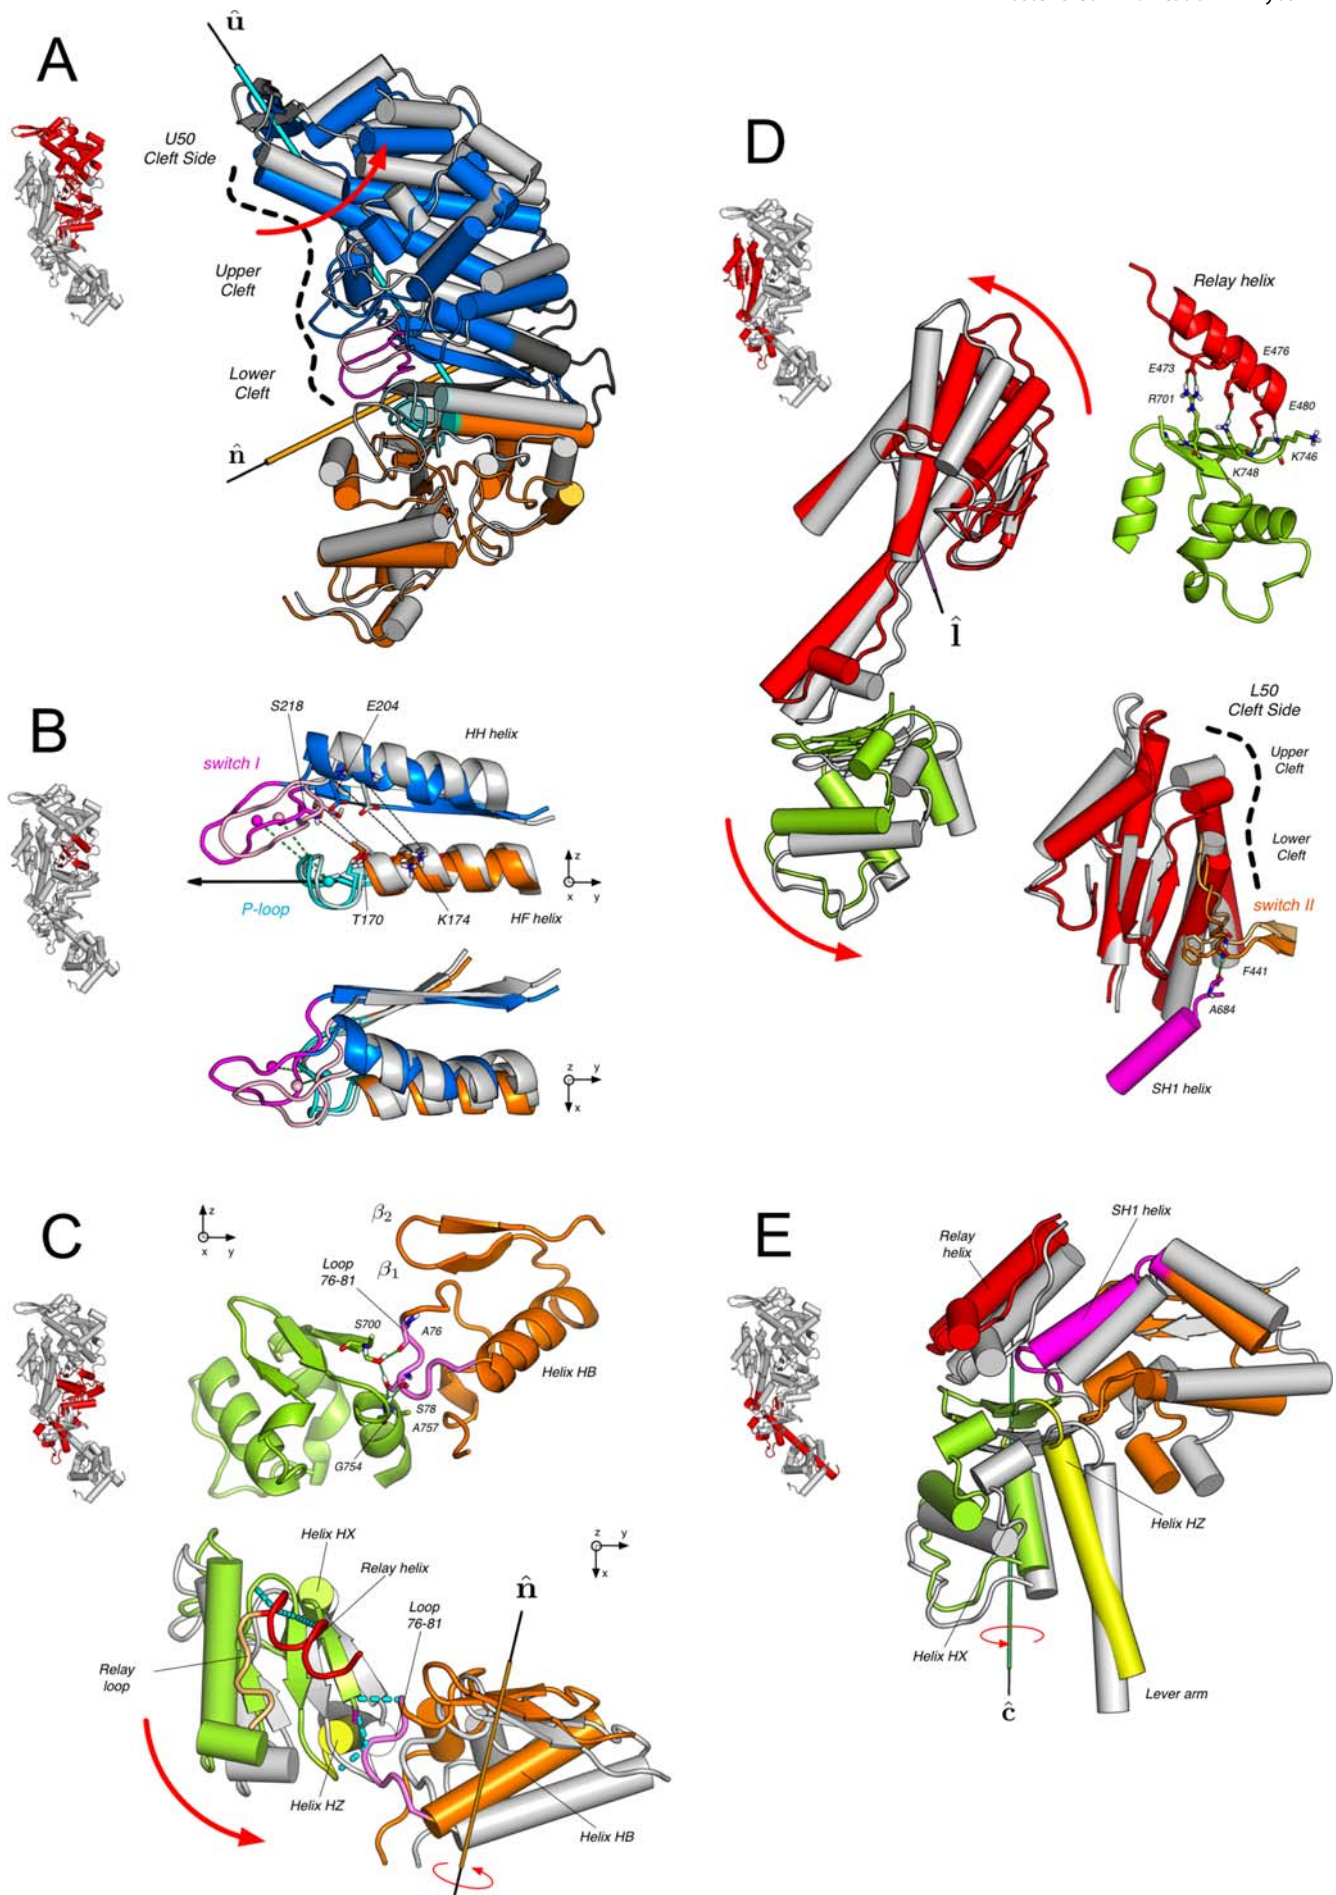 A
û
U50
Cleft Side
Upper
Cleft
Lower
Cleft
n̂
B
S218
E204
HH helix
switch I
P-loop
T170
K174
HF helix
z
x
y
z
y
x
C
z
x
y
β2
β1
Loop
76-81
S700
A76
Helix HB
S78
A757
G754
Helix HX
Relay helix
Loop
76-81
n̂
z
y
x
Relay
loop
Helix HZ
Helix HB
D
Relay helix
E476
E473
R701
E480
K746
K748
l̂
L50
Cleft Side
Upper
Cleft
Lower
Cleft
switch II
F441
A684
SH1 helix
E
SH1 helix
Relay
helix
Helix HZ
Helix HX
Lever arm
ĉ